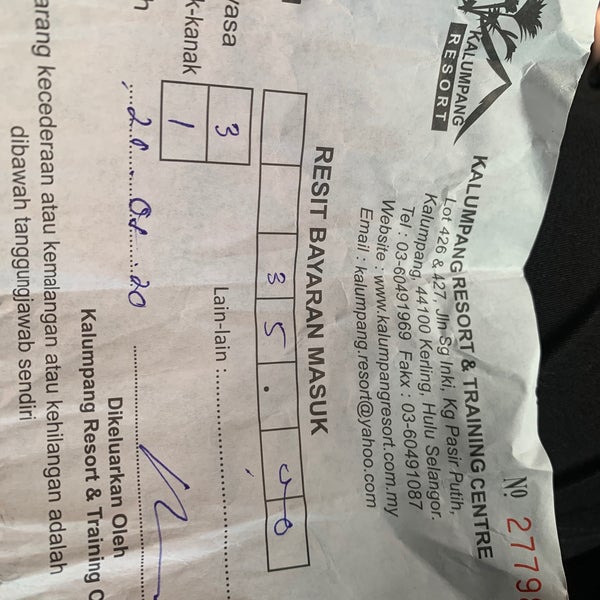 KALUMPANG
RESORT
Nº 2779
KALUMPANG RESORT & TRAINING CENTRE
Lot 426 & 427, Jln Sg Inki, Kg Pasir Putih,
Kalumpang, 44100 Kerling, Hulu Selangor.
Tel : 03-60491969 Fakx : 03-60491087
Website : www.kalumpangresort.com.my
Email : kalumpang.resort@yahoo.com
RESIT BAYARAN MASUK
35.00
yasa 3
k-kanak 1
Lain-lain :
h : 20.08.20
Dikeluarkan Oleh
Kalumpang Resort & Training C
arang kecederaan atau kemalangan atau kehilangan adalah
dibawah tanggungjawab sendiri